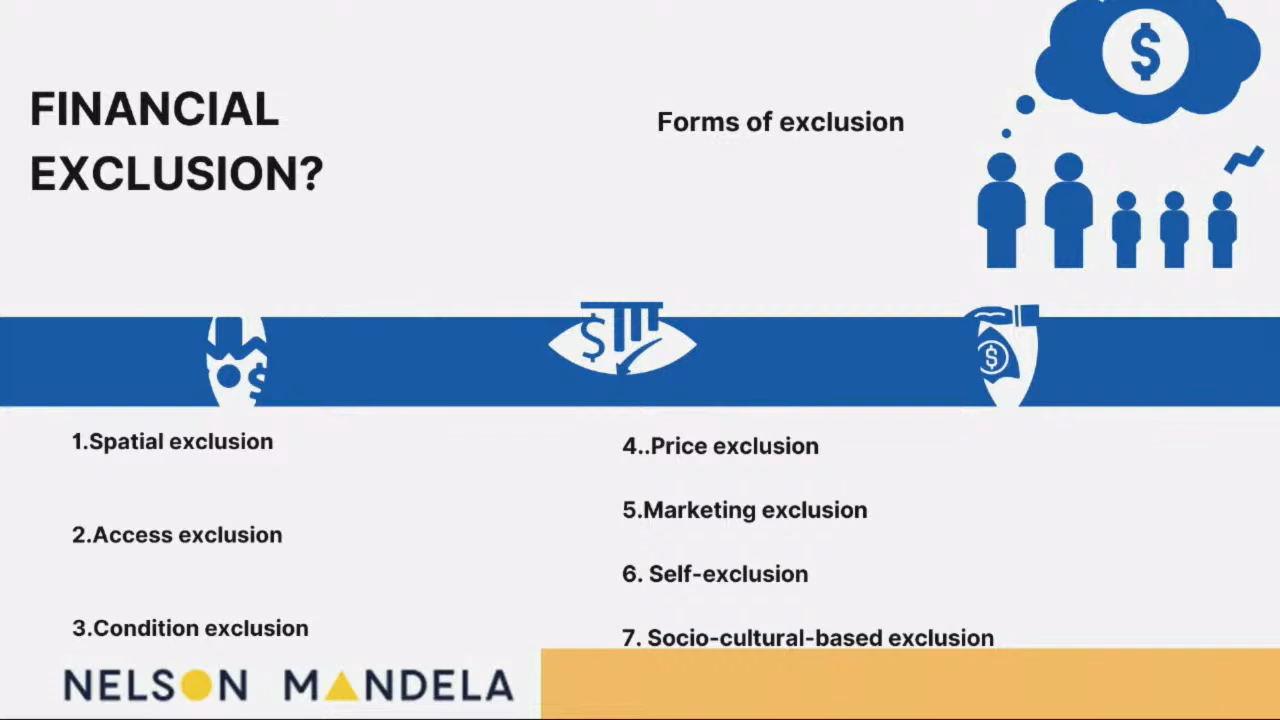 FINANCIAL
EXCLUSION?
Forms of exclusion
$
$
$
$
1.Spatial exclusion
2.Access exclusion
3.Condition exclusion
4..Price exclusion
5.Marketing exclusion
6. Self-exclusion
7. Socio-cultural-based exclusion
NELSON MANDELA